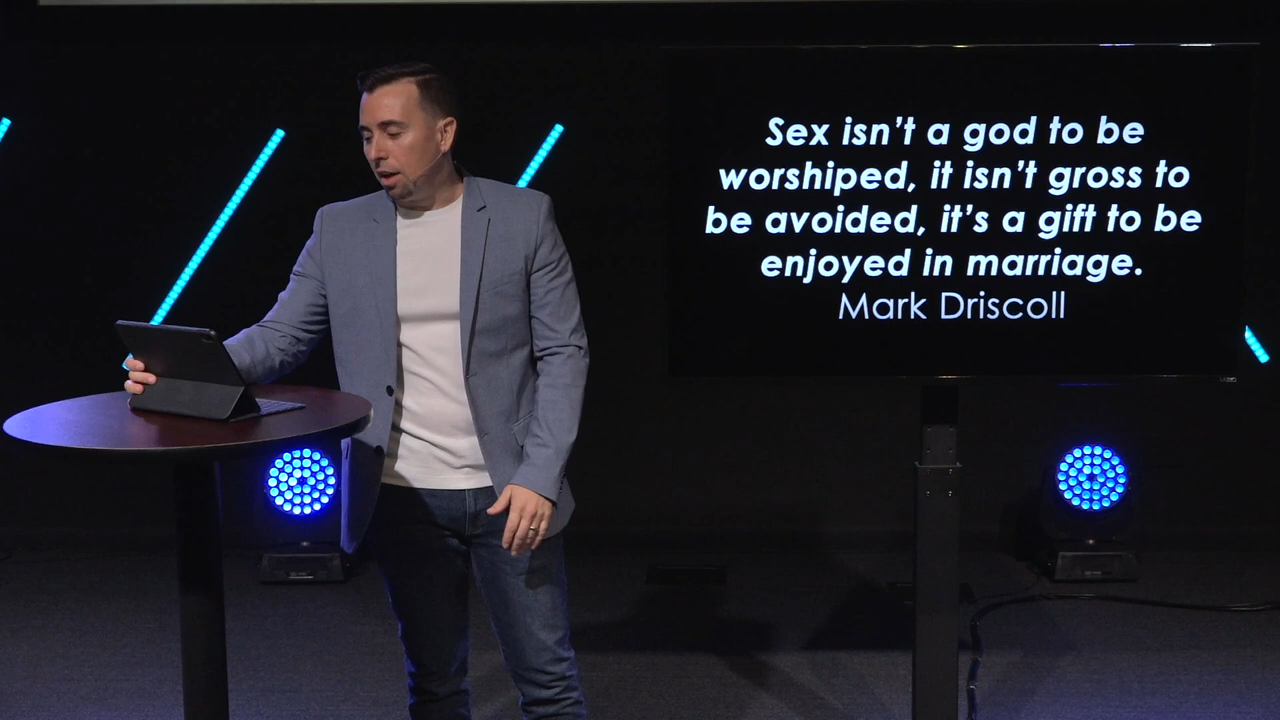 Sex isn't a god to be
worshiped, it isn't gross to
be avoided, it's a gift to be
enjoyed in marriage.
Mark Driscoll